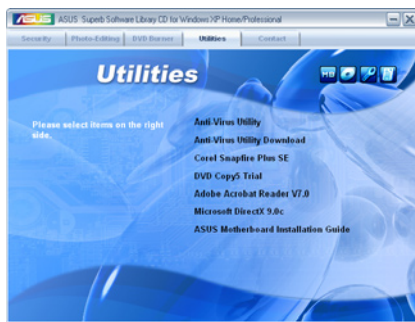 ASUS ASUS Superb Software Library CD for Windows XP Home/Professional
Security Photo-Editing DVD Burner Utilities Contact
Utilities
MB
Please select items on the right
side.
Anti-Virus Utility
Anti-Virus Utility Download
Corel Snapfire Plus SE
DVD Copy5 Trial
Adobe Acrobat Reader V7.0
Microsoft DirectX 9.0c
ASUS Motherboard Installation Guide